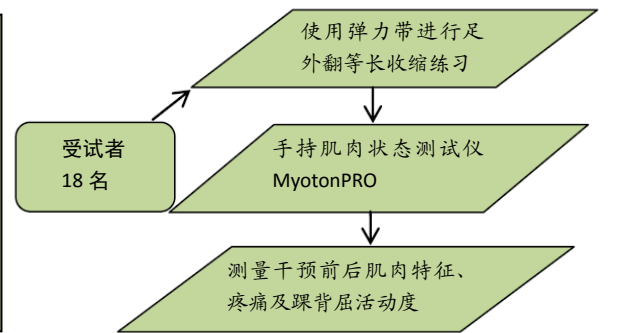 使用弹力带进行足
外翻等长收缩练习
受试者
18 名
手持肌肉状态测试仪
MyotonPRO
测量干预前后肌肉特征、
疼痛及踝背屈活动度